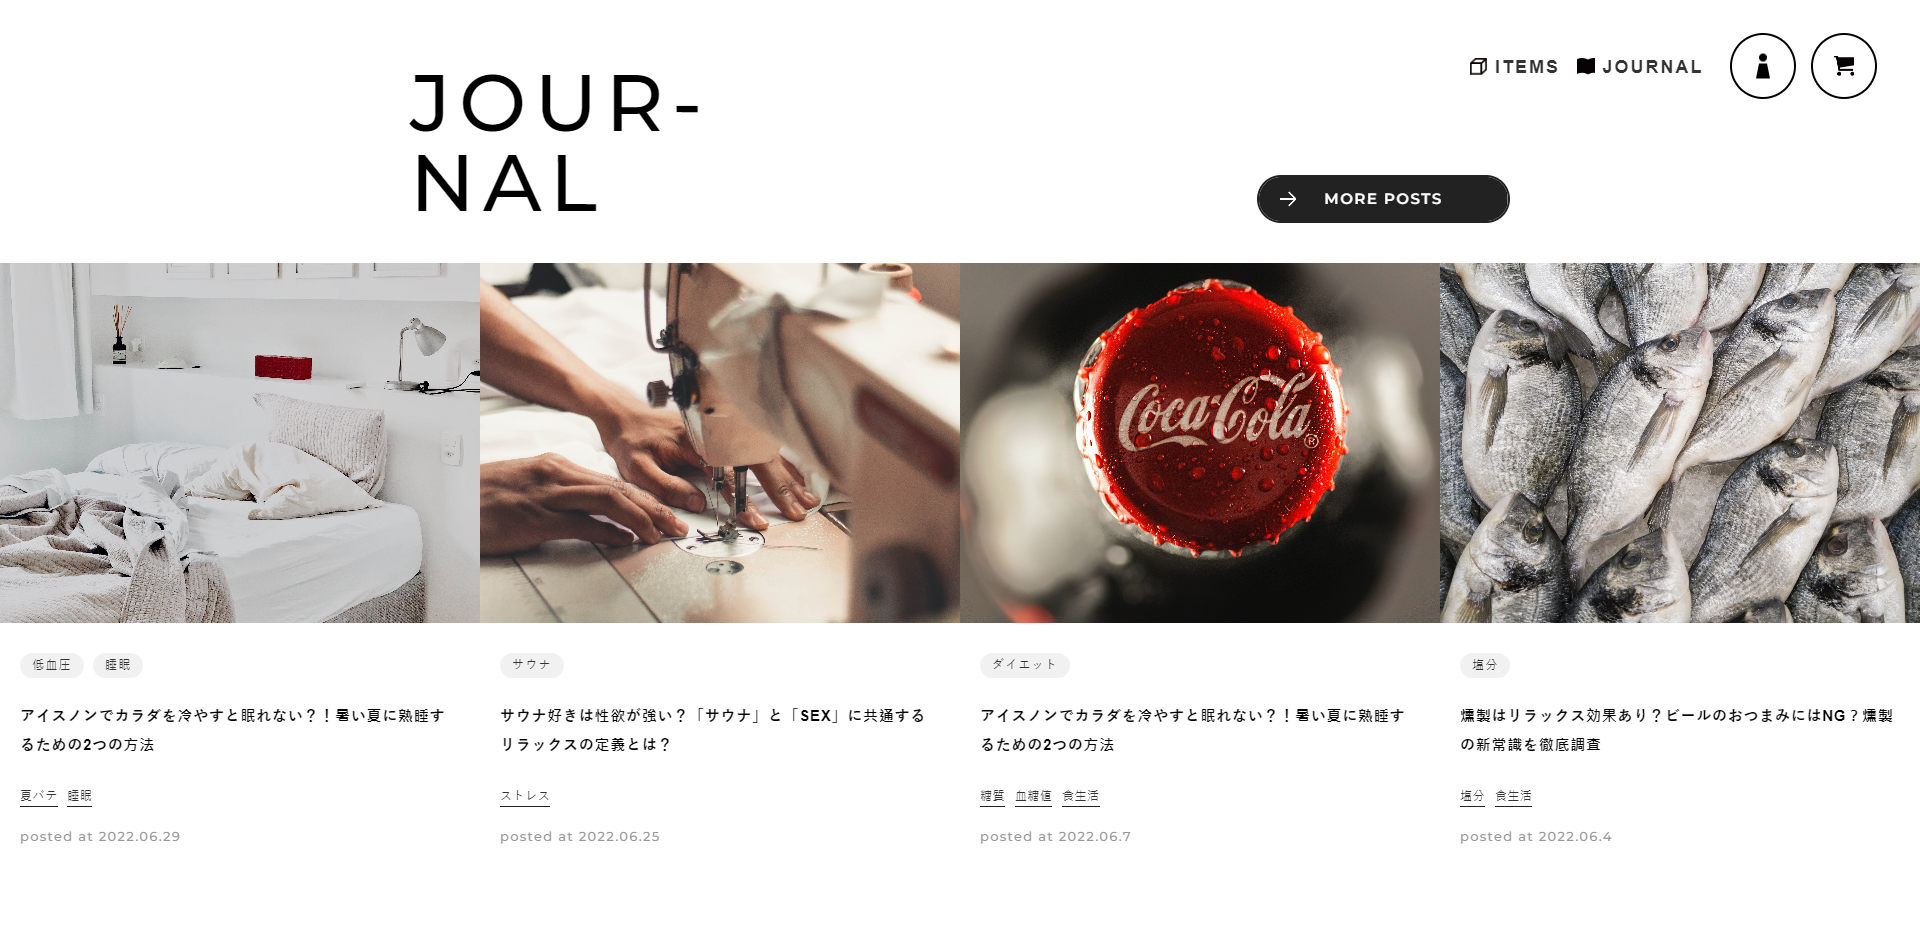 ITEMS
JOURNAL
JOUR-
NAL
MORE POSTS
Coca-Cola®
低血圧
睡眠
アイスノンでカラダを冷やすと眠れない？！暑い夏に熟睡す
るための2つの方法
夏バテ
睡眠
posted at 2022.06.29
サウナ
サウナ好きは性欲が強い？「サウナ」と「SEX」に共通する
リラックスの定義とは？
ストレス
posted at 2022.06.25
ダイエット
アイスノンでカラダを冷やすと眠れない？！暑い夏に熟睡す
るための2つの方法
糖質
血糖値
食生活
posted at 2022.06.7
塩分
燻製はリラックス効果あり？ビールのおつまみにはNG？燻製
の新常識を徹底調査
塩分
食生活
posted at 2022.06.4